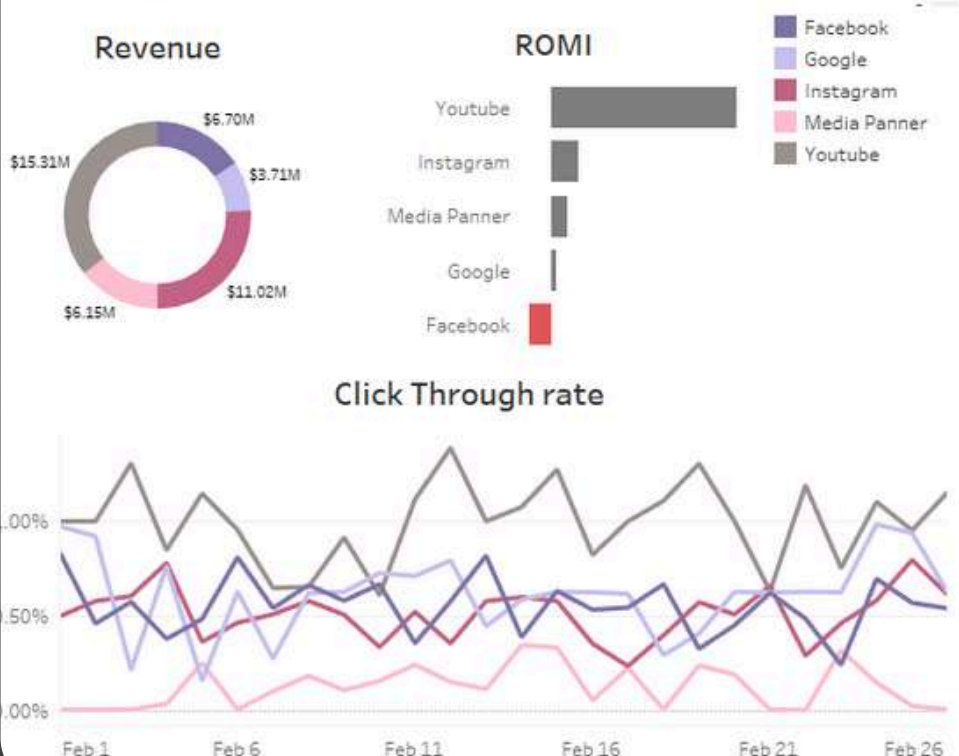 Revenue
$6.70M
$3.71M
$15.31M
$11.02M
$6.15M
ROMI
Youtube
Instagram
Media Panner
Google
Facebook
Facebook
Google
Instagram
Media Panner
Youtube
Click Through rate
.00%
0.50%
0.00%
Feb 1
Feb 6
Feb 11
Feb 16
Feb 21
Feb 26